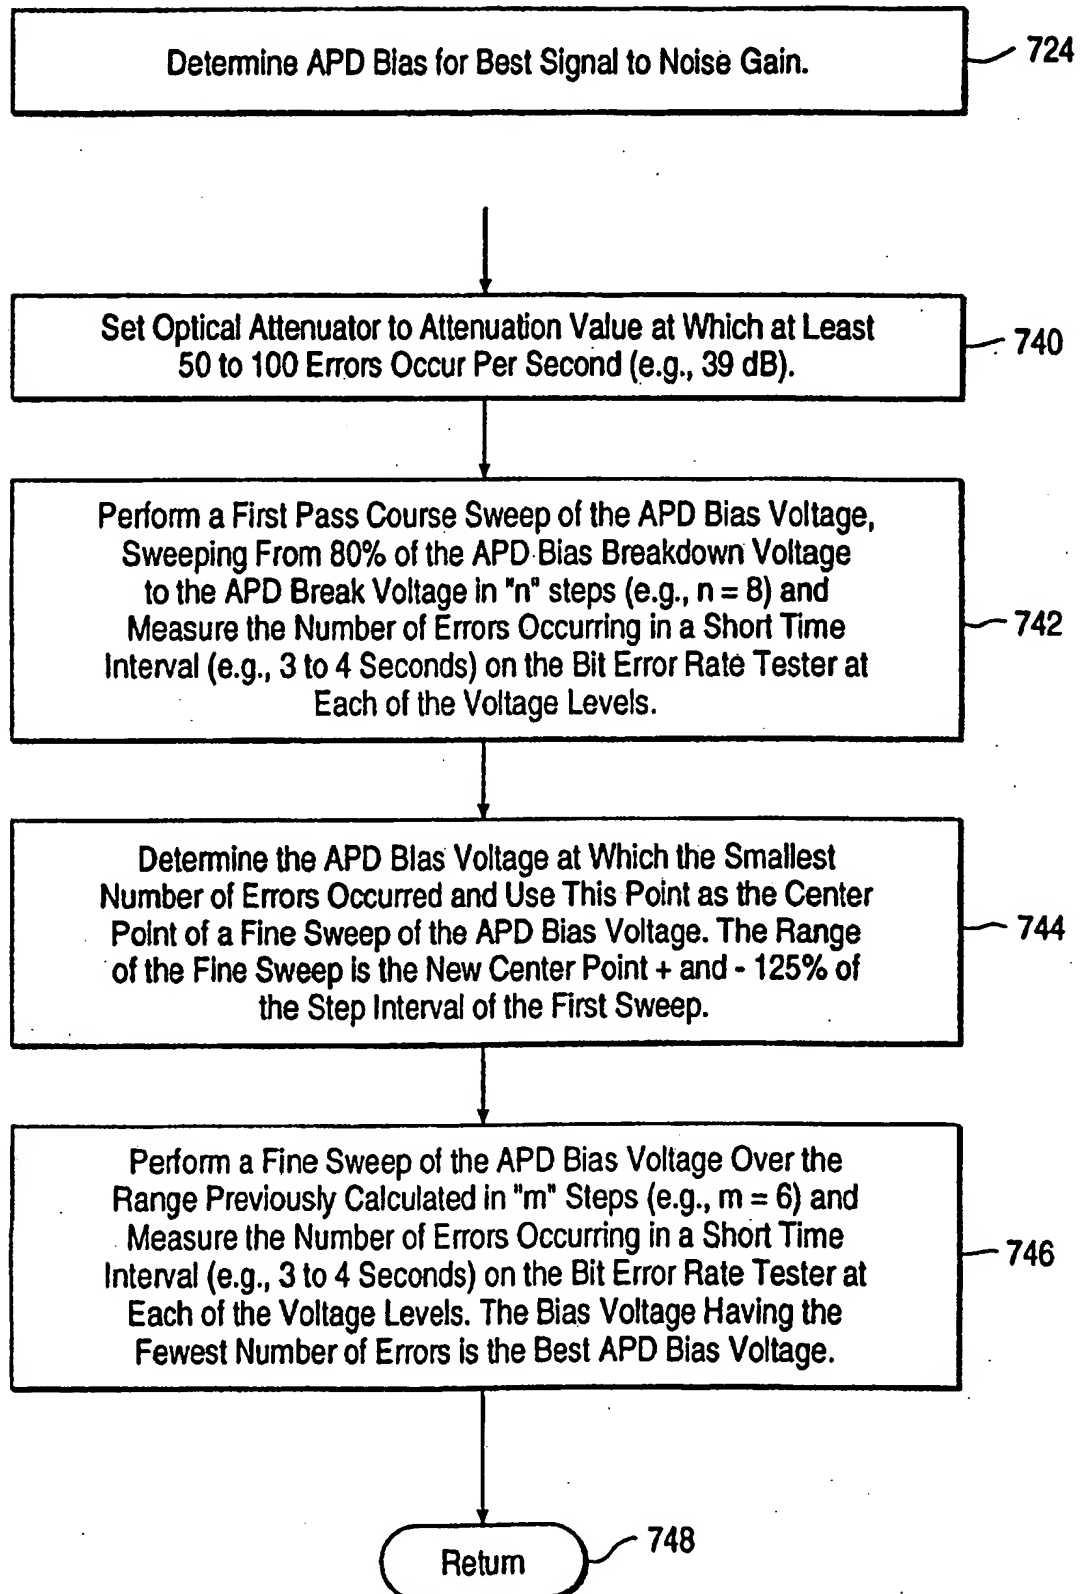 Determine APD Bias for Best Signal to Noise Gain.
724
Set Optical Attenuator to Attenuation Value at Which at Least
50 to 100 Errors Occur Per Second (e.g., 39 dB).
740
Perform a First Pass Course Sweep of the APD Bias Voltage,
Sweeping From 80% of the APD Bias Breakdown Voltage
to the APD Break Voltage in "n" steps (e.g., n = 8) and
Measure the Number of Errors Occurring in a Short Time
Interval (e.g., 3 to 4 Seconds) on the Bit Error Rate Tester at
Each of the Voltage Levels.
742
Determine the APD Bias Voltage at Which the Smallest
Number of Errors Occurred and Use This Point as the Center
Point of a Fine Sweep of the APD Bias Voltage. The Range
of the Fine Sweep is the New Center Point + and - 125% of
the Step Interval of the First Sweep.
744
Perform a Fine Sweep of the APD Bias Voltage Over the
Range Previously Calculated in "m" Steps (e.g., m = 6) and
Measure the Number of Errors Occurring in a Short Time
Interval (e.g., 3 to 4 Seconds) on the Bit Error Rate Tester at
Each of the Voltage Levels. The Bias Voltage Having the
Fewest Number of Errors is the Best APD Bias Voltage.
746
Return
748